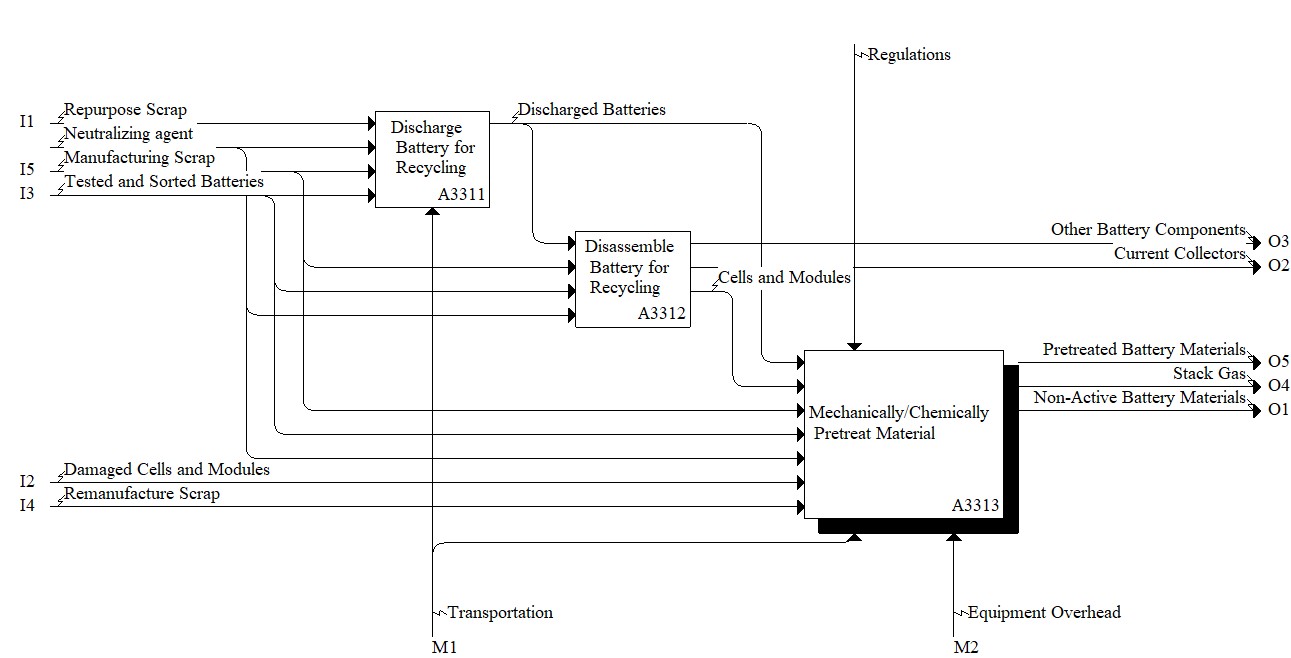 Regulations
I1 Repurpose Scrap
Neutralizing agent
I5 Manufacturing Scrap
I3 Tested and Sorted Batteries
Discharge
Battery for
Recycling
A3311
Discharged Batteries
Disassemble
Battery for
Recycling
A3312
Other Battery Components O3
Current Collectors O2
Cells and Modules
Pretreated Battery Materials O5
Stack Gas O4
Non-Active Battery Materials O1
Mechanically/Chemically
Pretreat Material
A3313
I2 Damaged Cells and Modules
I4 Remanufacture Scrap
Transportation
M1
Equipment Overhead
M2